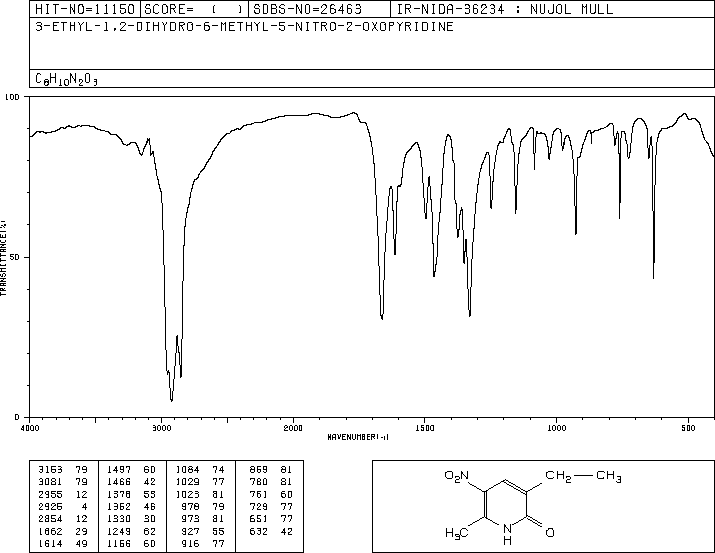 HIT-NO=11150 SCORE= ( ) SDBS-NO=26463 IR-NIDA-36234 : NUJOL MULL
3-ETHYL-1,2-DIHYDRO-6-METHYL-5-NITRO-2-OXOPYRIDINE
C8H10N2O3
100
TRANSMITTANCE(%)
50
0
4000 3000 2000 1500 1000 500
WAVENUMBER(-1)
3163 79 1497 60 1084 74 869 81
3081 79 1466 42 1029 77 780 81
2955 12 1378 55 1023 81 761 60
2925 4 1352 46 978 79 729 77
2854 12 1330 30 973 81 651 77
1662 29 1249 62 927 55 632 42
1614 49 1156 60 916 77
O2N CH2 CH3
H3C N H O